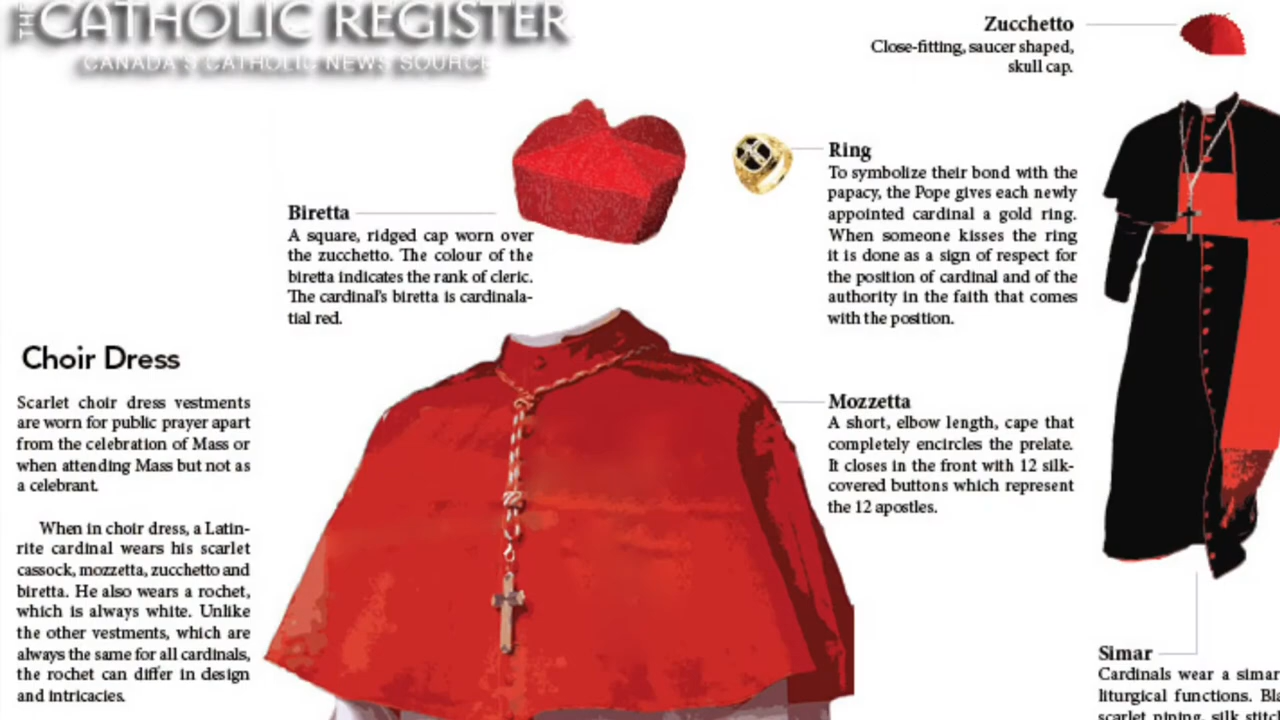 THE CATHOLIC REGISTER
CANADA'S CATHOLIC NEWS SOURCE
Zucchetto
Close-fitting, saucer shaped,
skull cap.
Ring
To symbolize their bond with the
papacy, the Pope gives each newly
appointed cardinal a gold ring.
When someone kisses the ring
it is done as a sign of respect for
the position of cardinal and of the
authority in the faith that comes
with the position.
Biretta
A square, ridged cap worn over
the zucchetto. The colour of the
biretta indicates the rank of cleric.
The cardinal's biretta is cardinala-
tial red.
Choir Dress
Scarlet choir dress vestments
are worn for public prayer apart
from the celebration of Mass or
when attending Mass but not as
a celebrant.
When in choir dress, a Latin-
rite cardinal wears his scarlet
cassock, mozzetta, zucchetto and
biretta. He also wears a rochet,
which is always white. Unlike
the other vestments, which are
always the same for all cardinals,
the rochet can differ in design
and intricacies.
Mozzetta
A short, elbow length, cape that
completely encircles the prelate.
It closes in the front with 12 silk-
covered buttons which represent
the 12 apostles.
Simar
Cardinals wear a simar
liturgical functions.
scarlet piping, silk